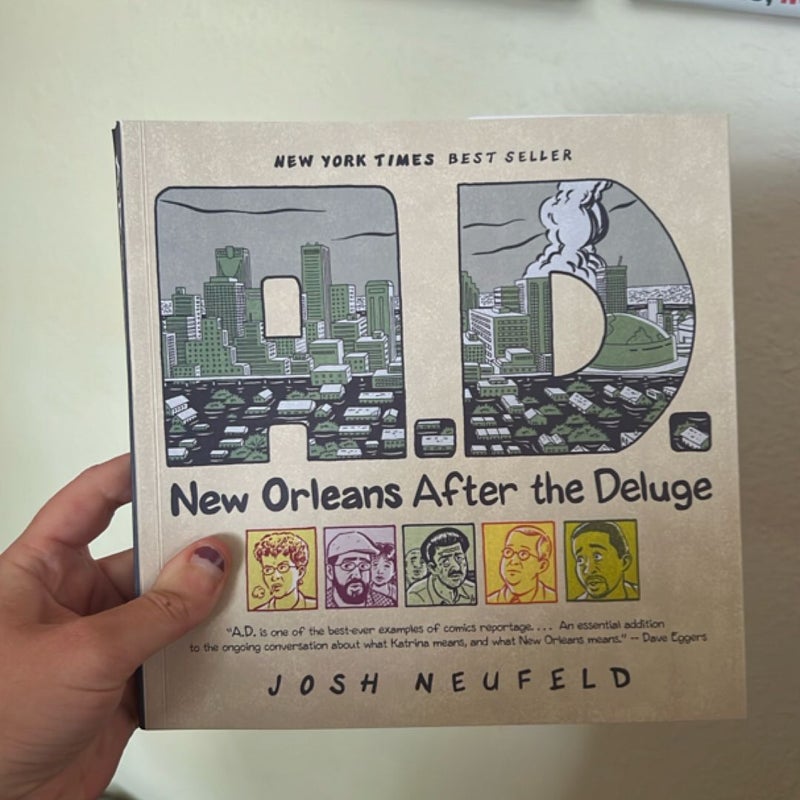 NEW YORK TIMES BEST SELLER
A.D.
New Orleans After the Deluge
"A.D. is one of the best-ever examples of comics reportage. . . . An essential addition
to the ongoing conversation about what Katrina means, and what New Orleans means." -- Dave Eggers
JOSH NEUFELD